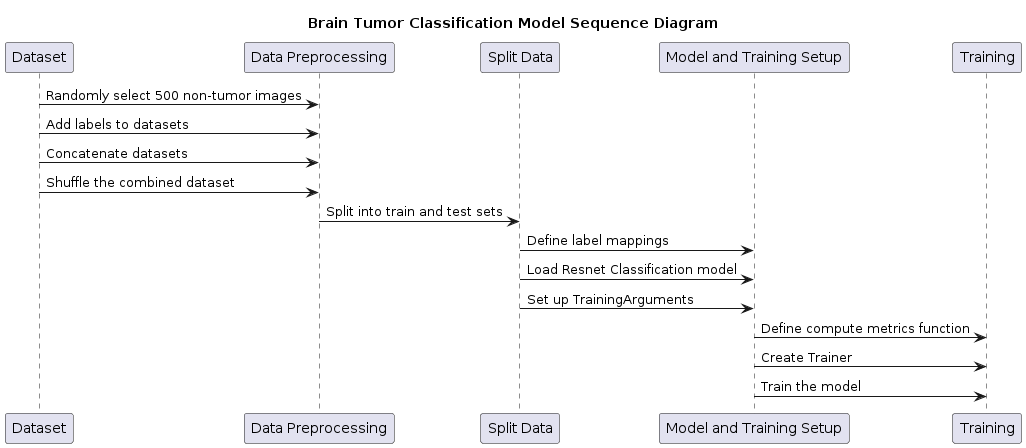 Brain Tumor Classification Model Sequence Diagram
Dataset
Data Preprocessing
Split Data
Model and Training Setup
Training
Randomly select 500 non-tumor images
Add labels to datasets
Concatenate datasets
Shuffle the combined dataset
Split into train and test sets
Define label mappings
Load Resnet Classification model
Set up TrainingArguments
Define compute metrics function
Create Trainer
Train the model
Dataset
Data Preprocessing
Split Data
Model and Training Setup
Training